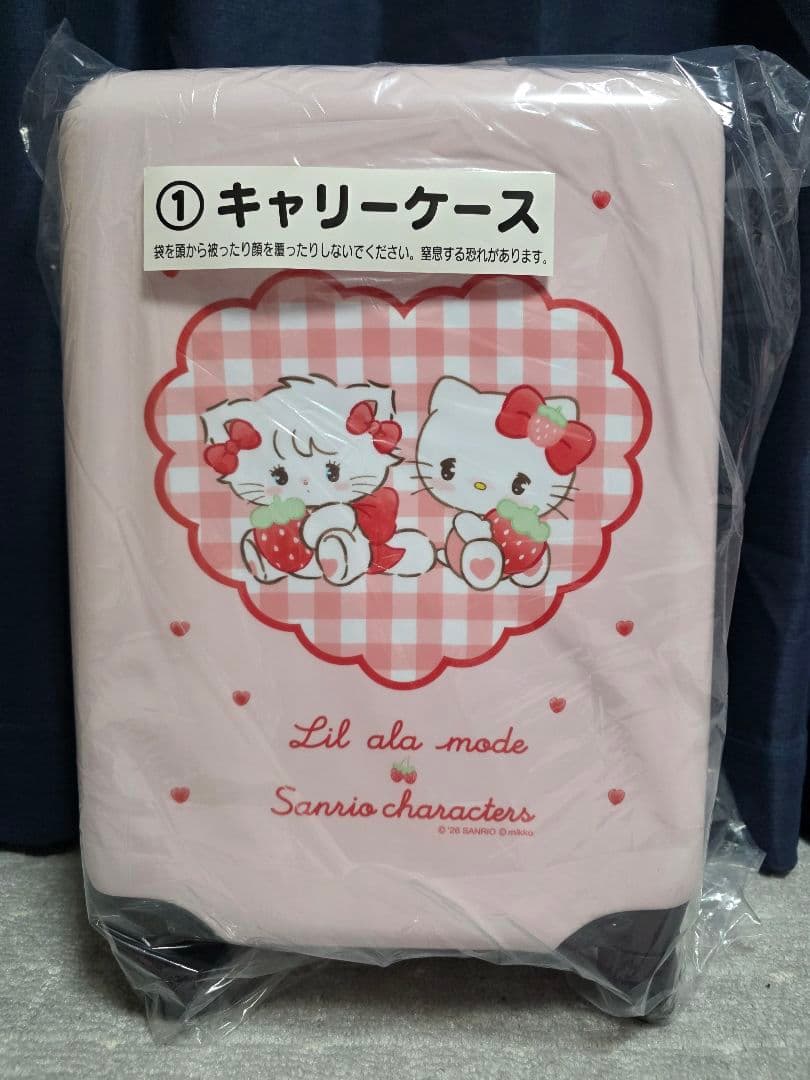 ①キャリーケース
袋を頭から被ったり顔を覆ったりしないでください。窒息する恐れがあります。
Lil ala mode
Sanrio characters
© '26 SANRIO © mikko